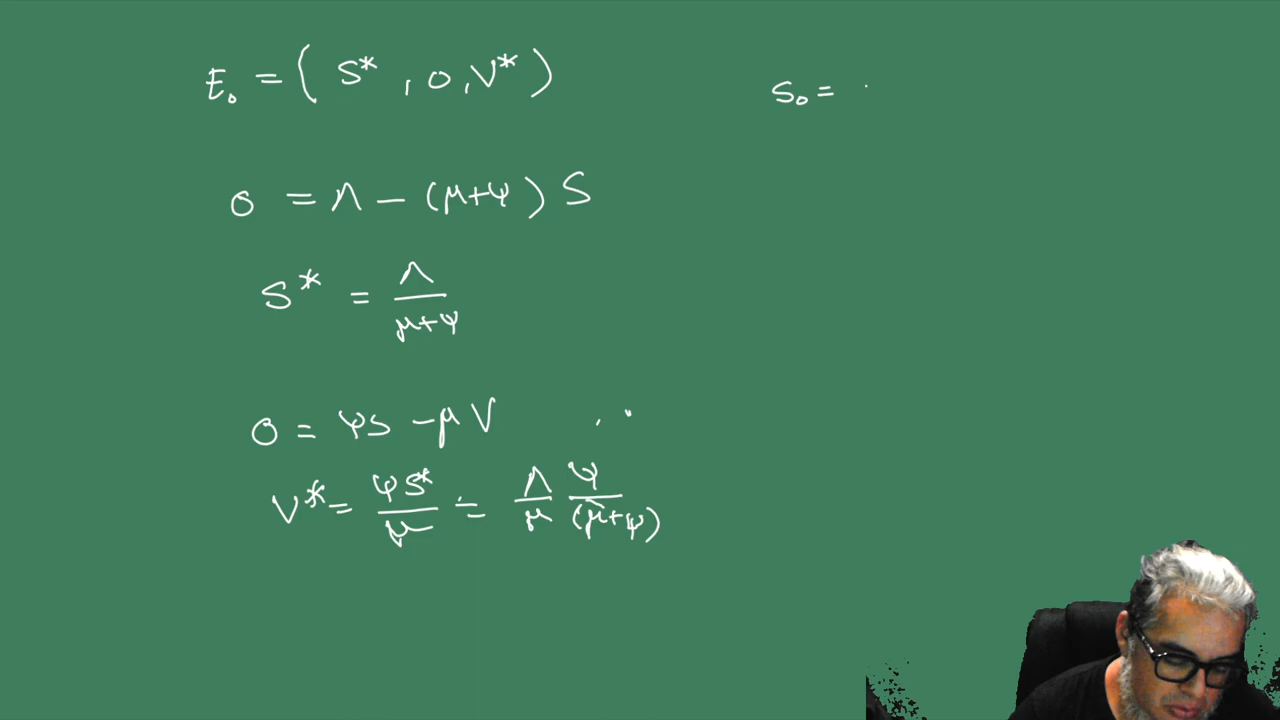 E₀ = ( S* , 0, V* )
S₀ =
0 = Λ − (μ+ψ) S
S* = Λ/(μ+ψ)
0 = ψS − μV
V* = ψS*/μ = Λ/μ ψ/(μ+ψ)